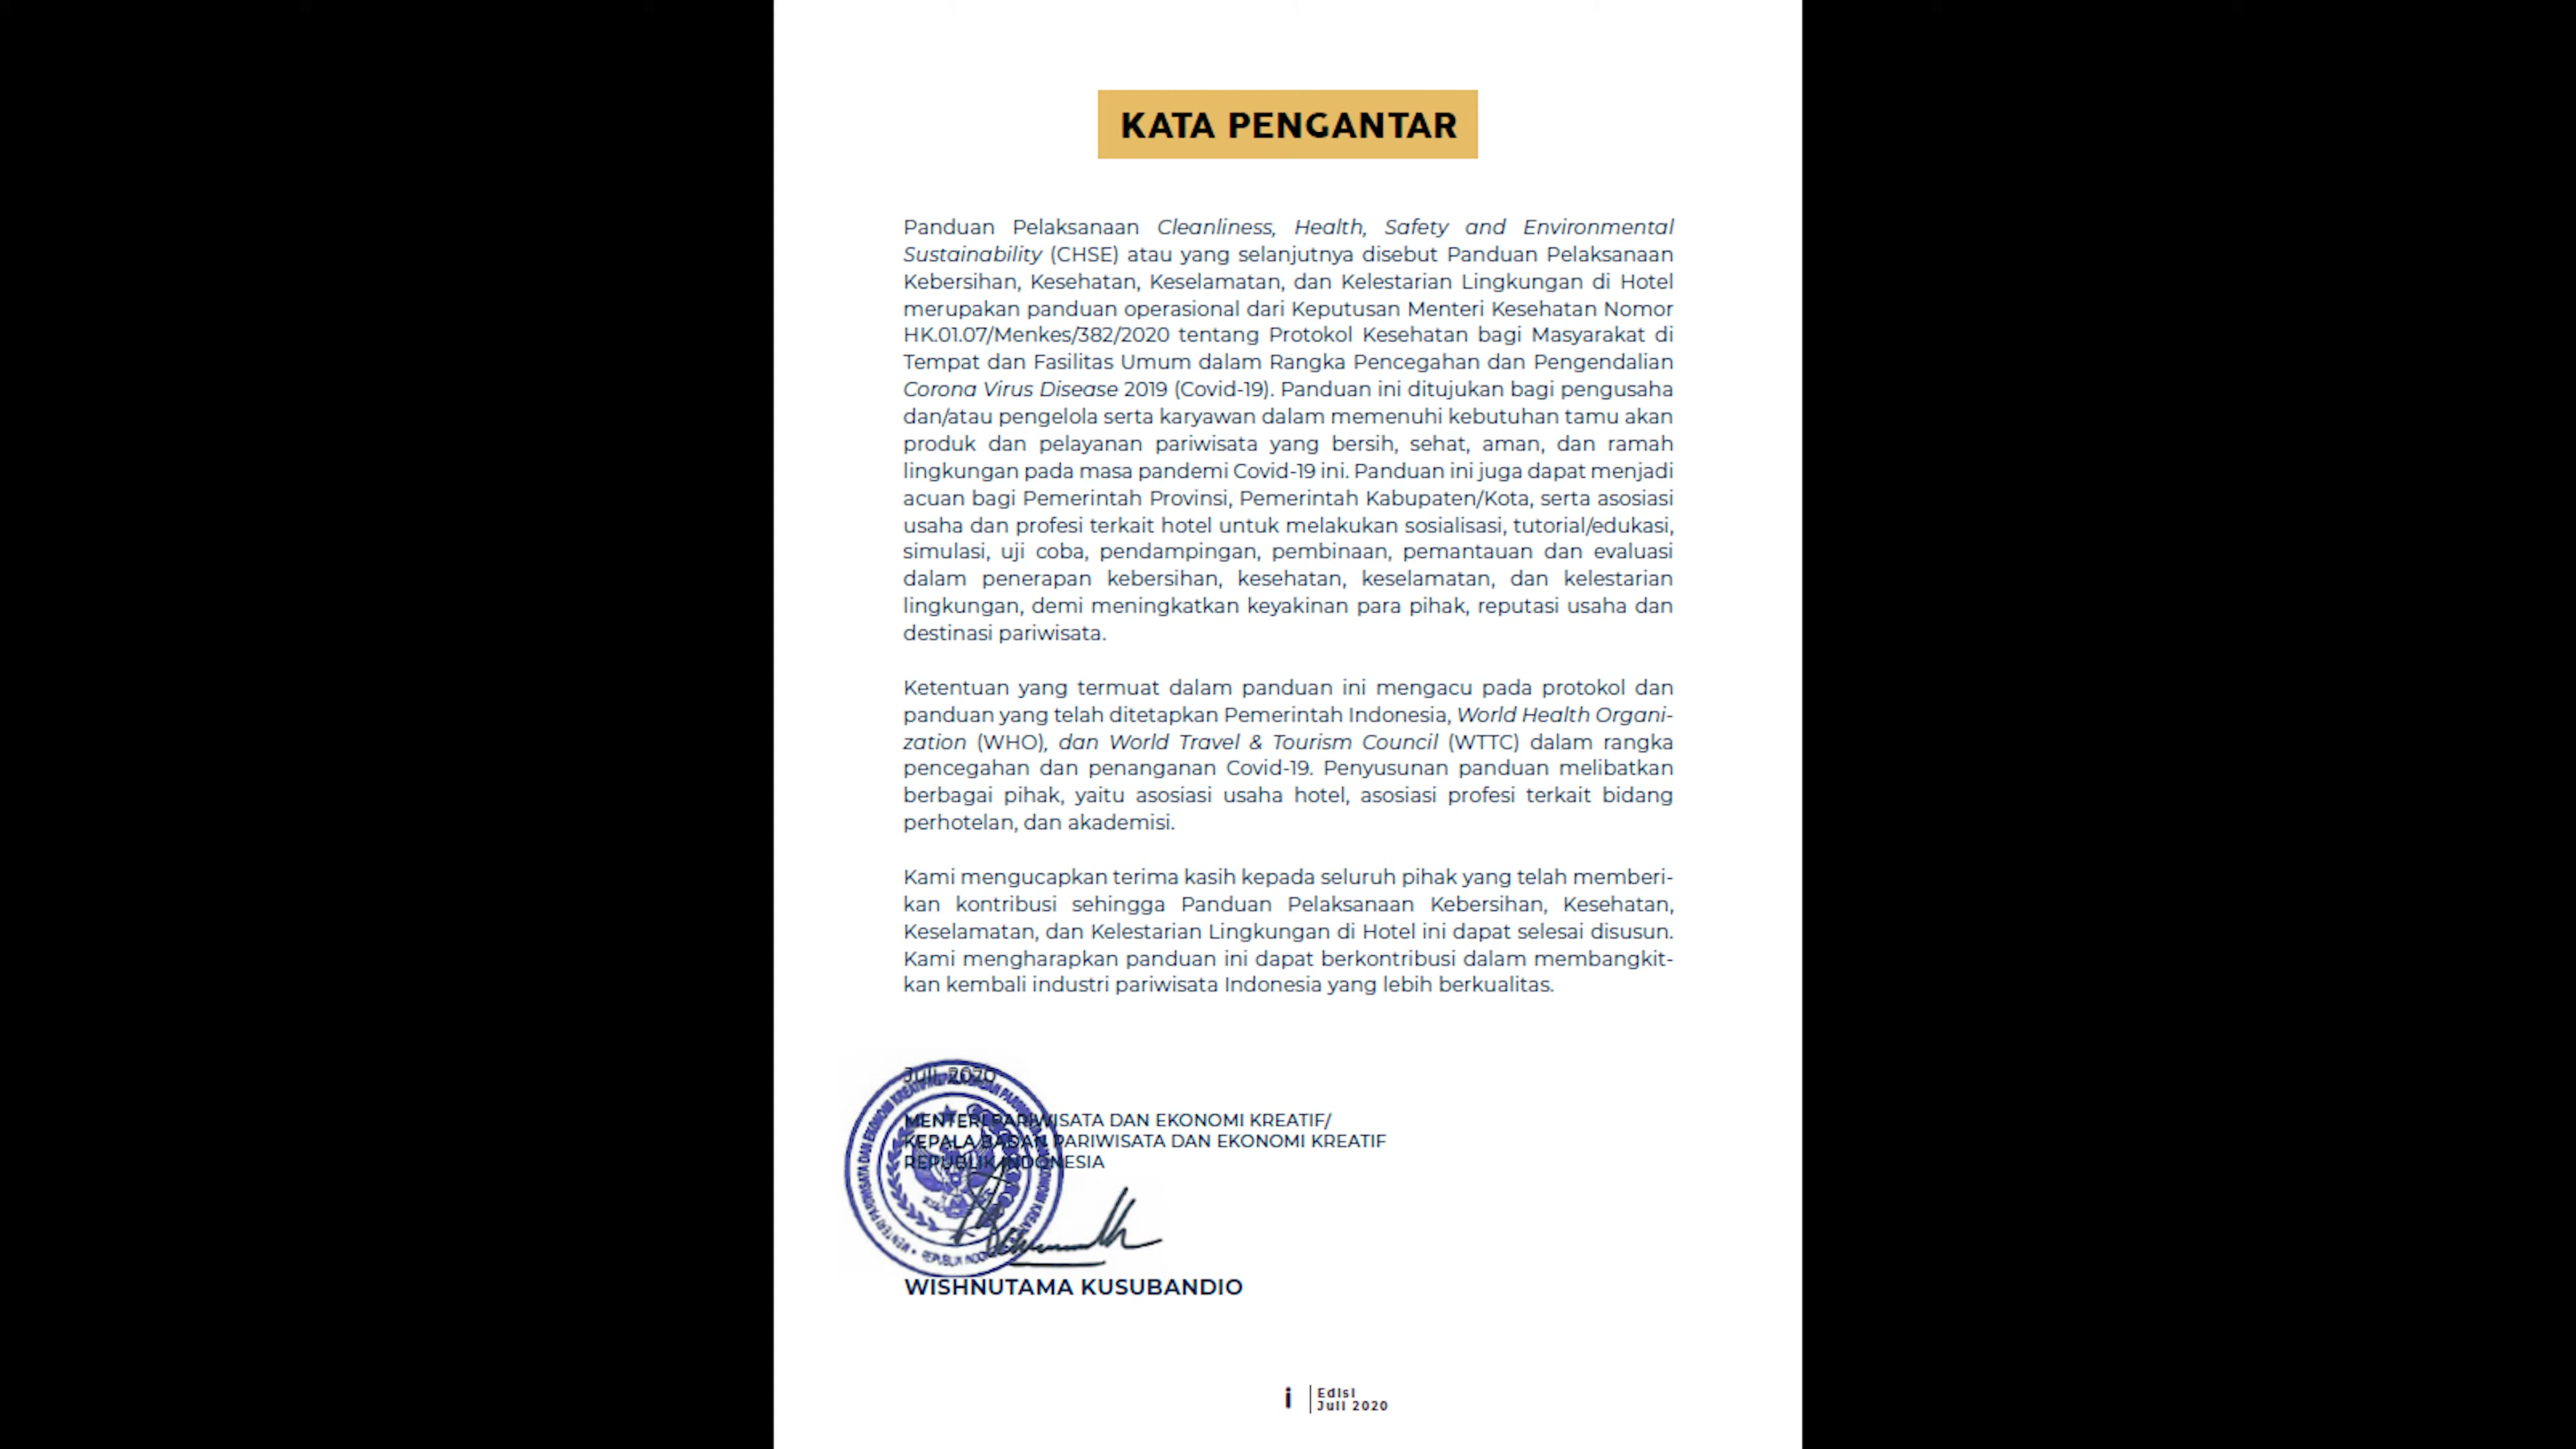 KATA PENGANTAR
Panduan Pelaksanaan Cleanliness, Health, Safety and Environmental
Sustainability (CHSE) atau yang selanjutnya disebut Panduan Pelaksanaan
Kebersihan, Kesehatan, Keselamatan, dan Kelestarian Lingkungan di Hotel
merupakan panduan operasional dari Keputusan Menteri Kesehatan Nomor
HK.01.07/Menkes/382/2020 tentang Protokol Kesehatan bagi Masyarakat di
Tempat dan Fasilitas Umum dalam Rangka Pencegahan dan Pengendalian
Corona Virus Disease 2019 (Covid-19). Panduan ini ditujukan bagi pengusaha
dan/atau pengelola serta karyawan dalam memenuhi kebutuhan tamu akan
produk dan pelayanan pariwisata yang bersih, sehat, aman, dan ramah
lingkungan pada masa pandemi Covid-19 ini. Panduan ini juga dapat menjadi
acuan bagi Pemerintah Provinsi, Pemerintah Kabupaten/Kota, serta asosiasi
usaha dan profesi terkait hotel untuk melakukan sosialisasi, tutorial/edukasi,
simulasi, uji coba, pendampingan, pembinaan, pemantauan dan evaluasi
dalam penerapan kebersihan, kesehatan, keselamatan, dan kelestarian
lingkungan, demi meningkatkan keyakinan para pihak, reputasi usaha dan
destinasi pariwisata.
Ketentuan yang termuat dalam panduan ini mengacu pada protokol dan
panduan yang telah ditetapkan Pemerintah Indonesia, World Health Organi-
zation (WHO), dan World Travel & Tourism Council (WTTC) dalam rangka
pencegahan dan penanganan Covid-19. Penyusunan panduan melibatkan
berbagai pihak, yaitu asosiasi usaha hotel, asosiasi profesi terkait bidang
perhotelan, dan akademisi.
Kami mengucapkan terima kasih kepada seluruh pihak yang telah memberi-
kan kontribusi sehingga Panduan Pelaksanaan Kebersihan, Kesehatan,
Keselamatan, dan Kelestarian Lingkungan di Hotel ini dapat selesai disusun.
Kami mengharapkan panduan ini dapat berkontribusi dalam membangkit-
kan kembali industri pariwisata Indonesia yang lebih berkualitas.
Juli, 2020
MENTERI PARIWISATA DAN EKONOMI KREATIF/
KEPALA BADAN PARIWISATA DAN EKONOMI KREATIF
REPUBLIK INDONESIA
WISHNUTAMA KUSUBANDIO
i
Edisi
Juli 2020